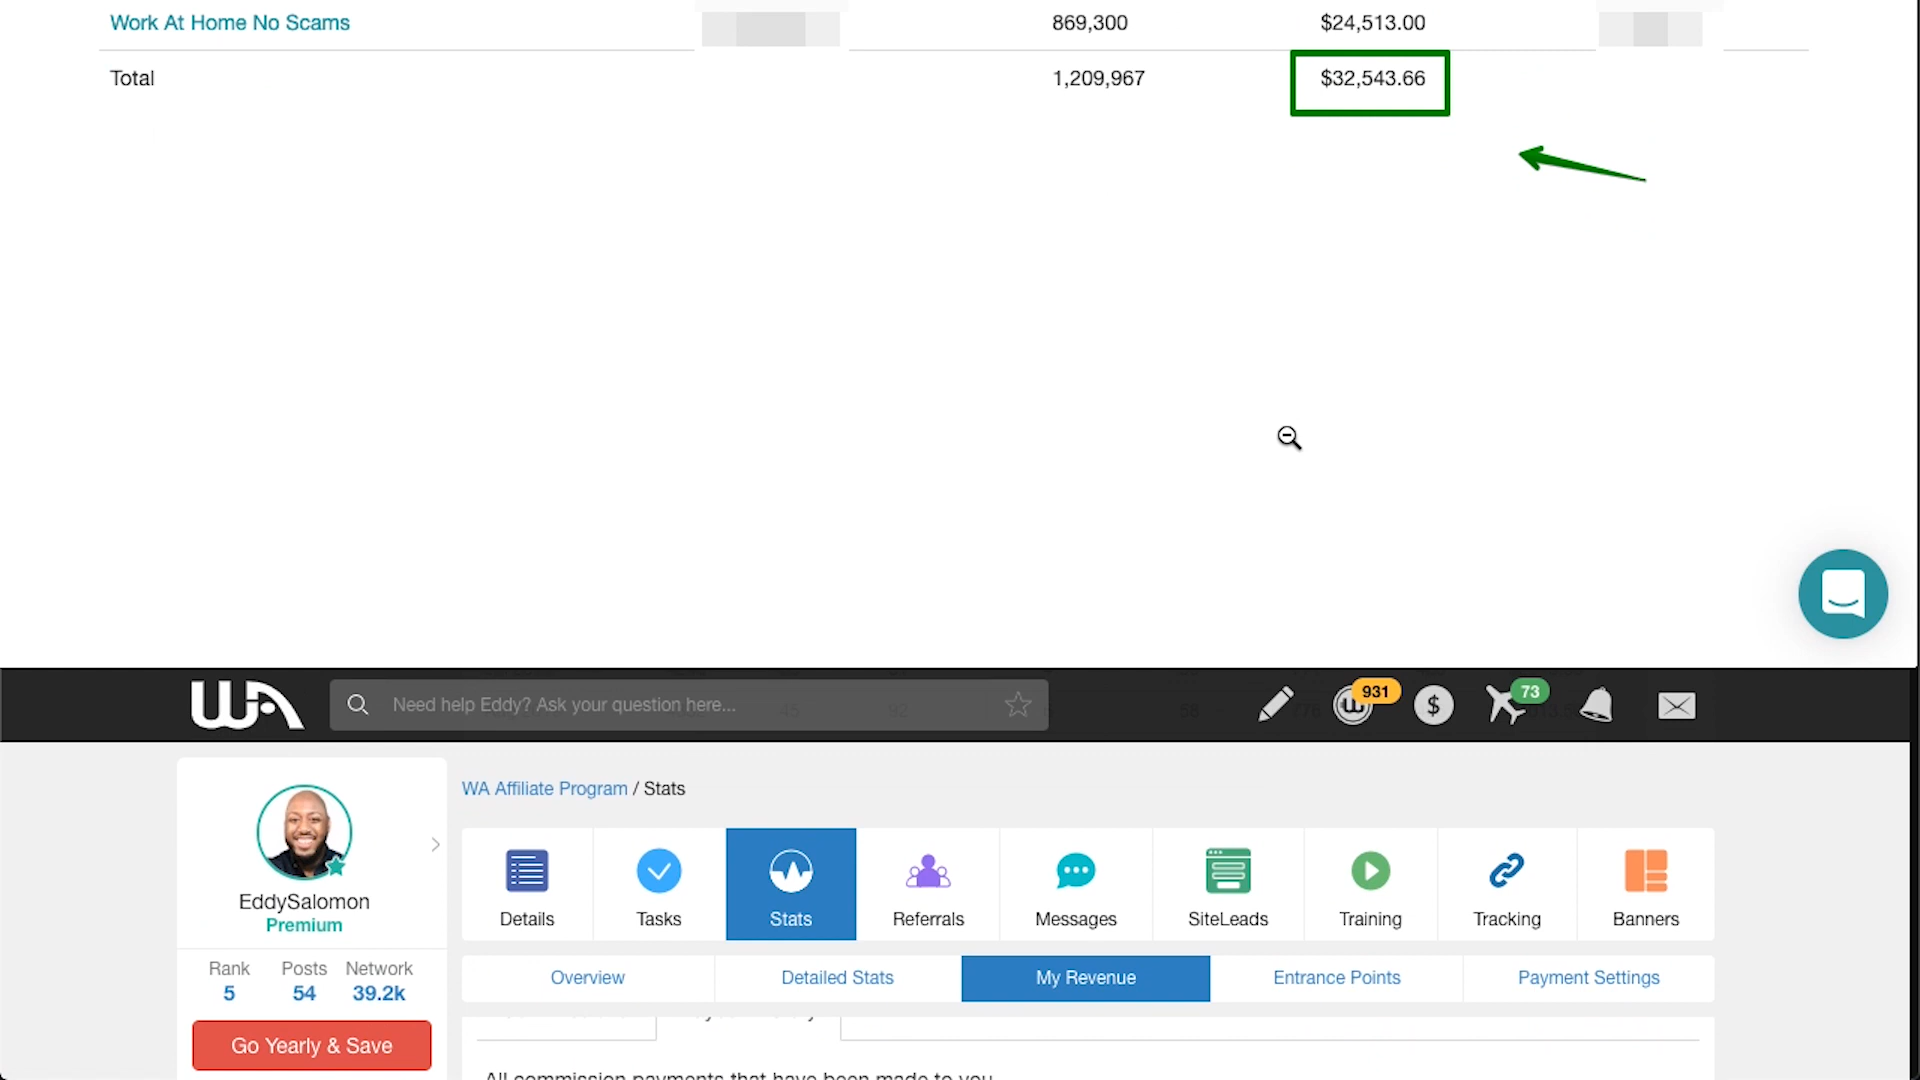 Work At Home No Scams 869,300 $24,513.00
Total 1,209,967 $32,543.66
WA Need help Eddy? Ask your question here... 931 $ 73
WA Affiliate Program / Stats
EddySalomon
Premium
Details Tasks Stats Referrals Messages SiteLeads Training Tracking Banners
Rank Posts Network
5 54 39.2k
Overview Detailed Stats My Revenue Entrance Points Payment Settings
Go Yearly & Save
All commission payments that have been made to you